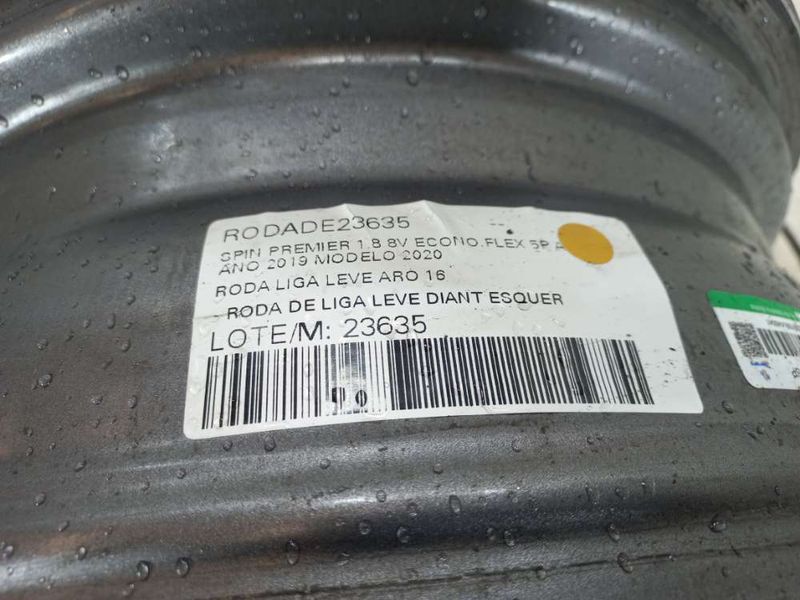 RODADE23635
SPIN PREMIER 1.8 8V ECONO.FLEX 5P A
ANO 2019 MODELO 2020
RODA LIGA LEVE ARO 16
RODA DE LIGA LEVE DIANT ESQUER
LOTE/M: 23635